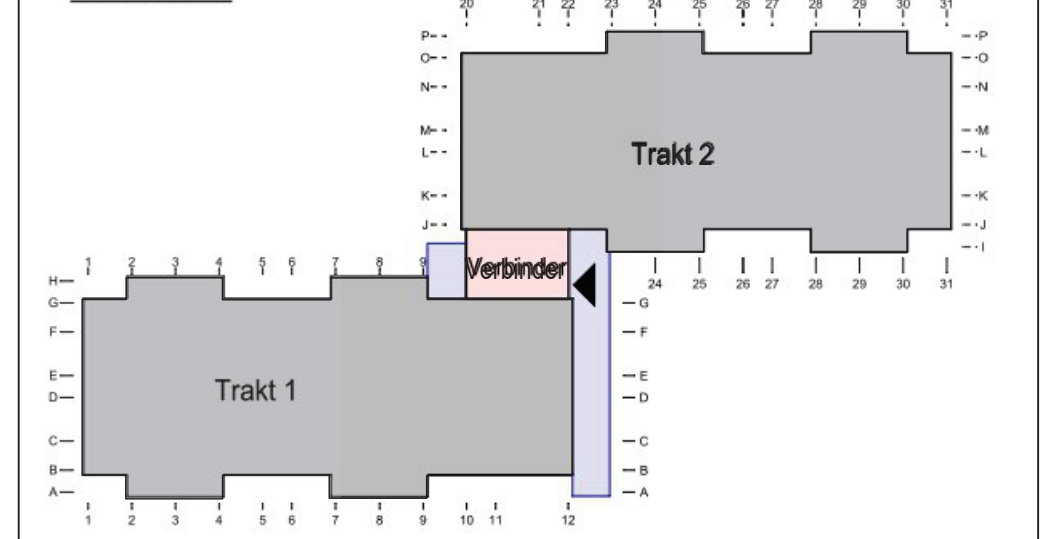 20 21 22 23 24 25 26 27 28 29 30 31
P P
O O
N N
M M
Trakt 2
L L
K K
J J
I
1 2 3 4 5 6 7 8 9
Verbinder
H
24 25 26 27 28 29 30 31
G G
F F
E E
Trakt 1
D D
C C
B B
A A
1 2 3 4 5 6 7 8 9 10 11 12